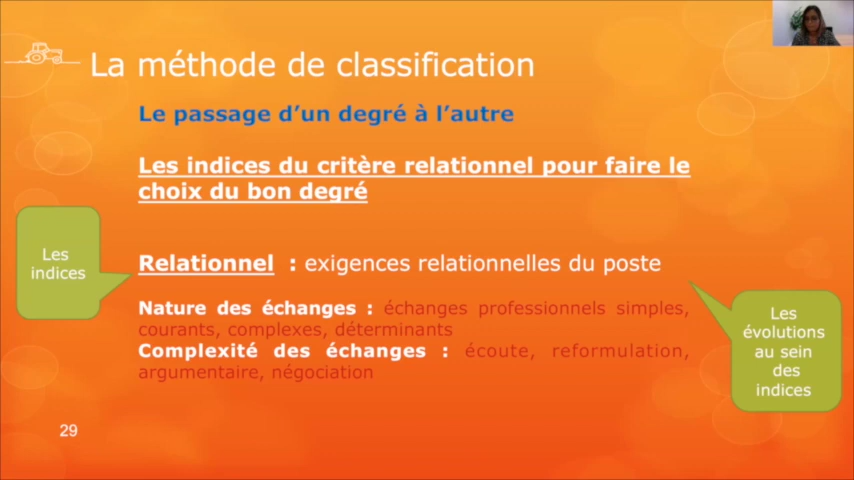 La méthode de classification
Le passage d'un degré à l'autre
Les indices du critère relationnel pour faire le
choix du bon degré
Les
indices
Relationnel : exigences relationnelles du poste
Nature des échanges : échanges professionnels simples,
courants, complexes, déterminants
Complexité des échanges : écoute, reformulation,
argumentaire, négociation
Les
évolutions
au sein
des
indices
29